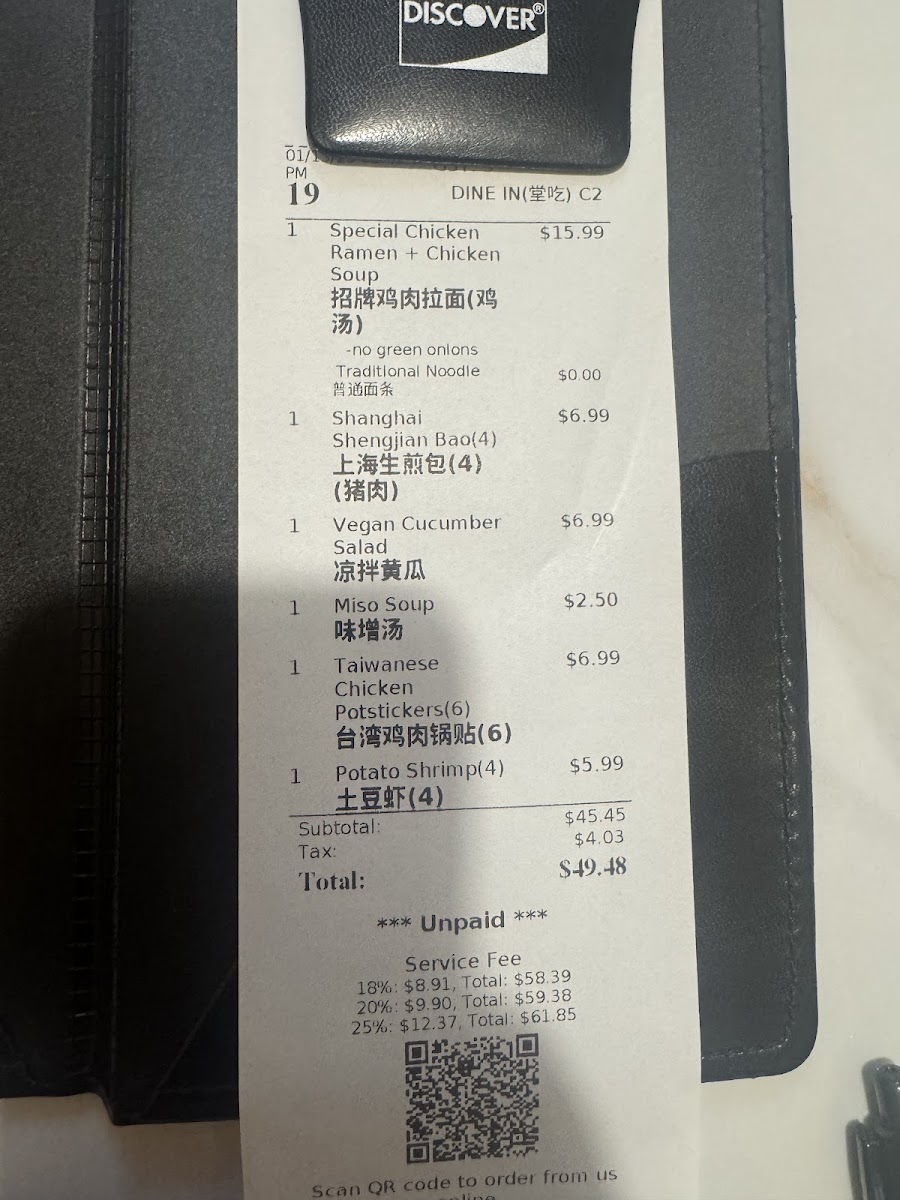 DISCOVER®
01/1
PM
19 DINE IN(堂吃) C2
1 Special Chicken $15.99
Ramen + Chicken
Soup
招牌鸡肉拉面(鸡
汤)
-no green onions
Traditional Noodle $0.00
普通面条
1 Shanghai $6.99
Shengjian Bao(4)
上海生煎包(4)
(猪肉)
1 Vegan Cucumber $6.99
Salad
凉拌黄瓜
1 Miso Soup $2.50
味增汤
1 Taiwanese $6.99
Chicken
Potstickers(6)
台湾鸡肉锅贴(6)
1 Potato Shrimp(4) $5.99
土豆虾(4)
Subtotal: $45.45
Tax: $4.03
Total: $49.48
*** Unpaid ***
Service Fee
18%: $8.91, Total: $58.39
20%: $9.90, Total: $59.38
25%: $12.37, Total: $61.85
Scan QR code to order from us
online